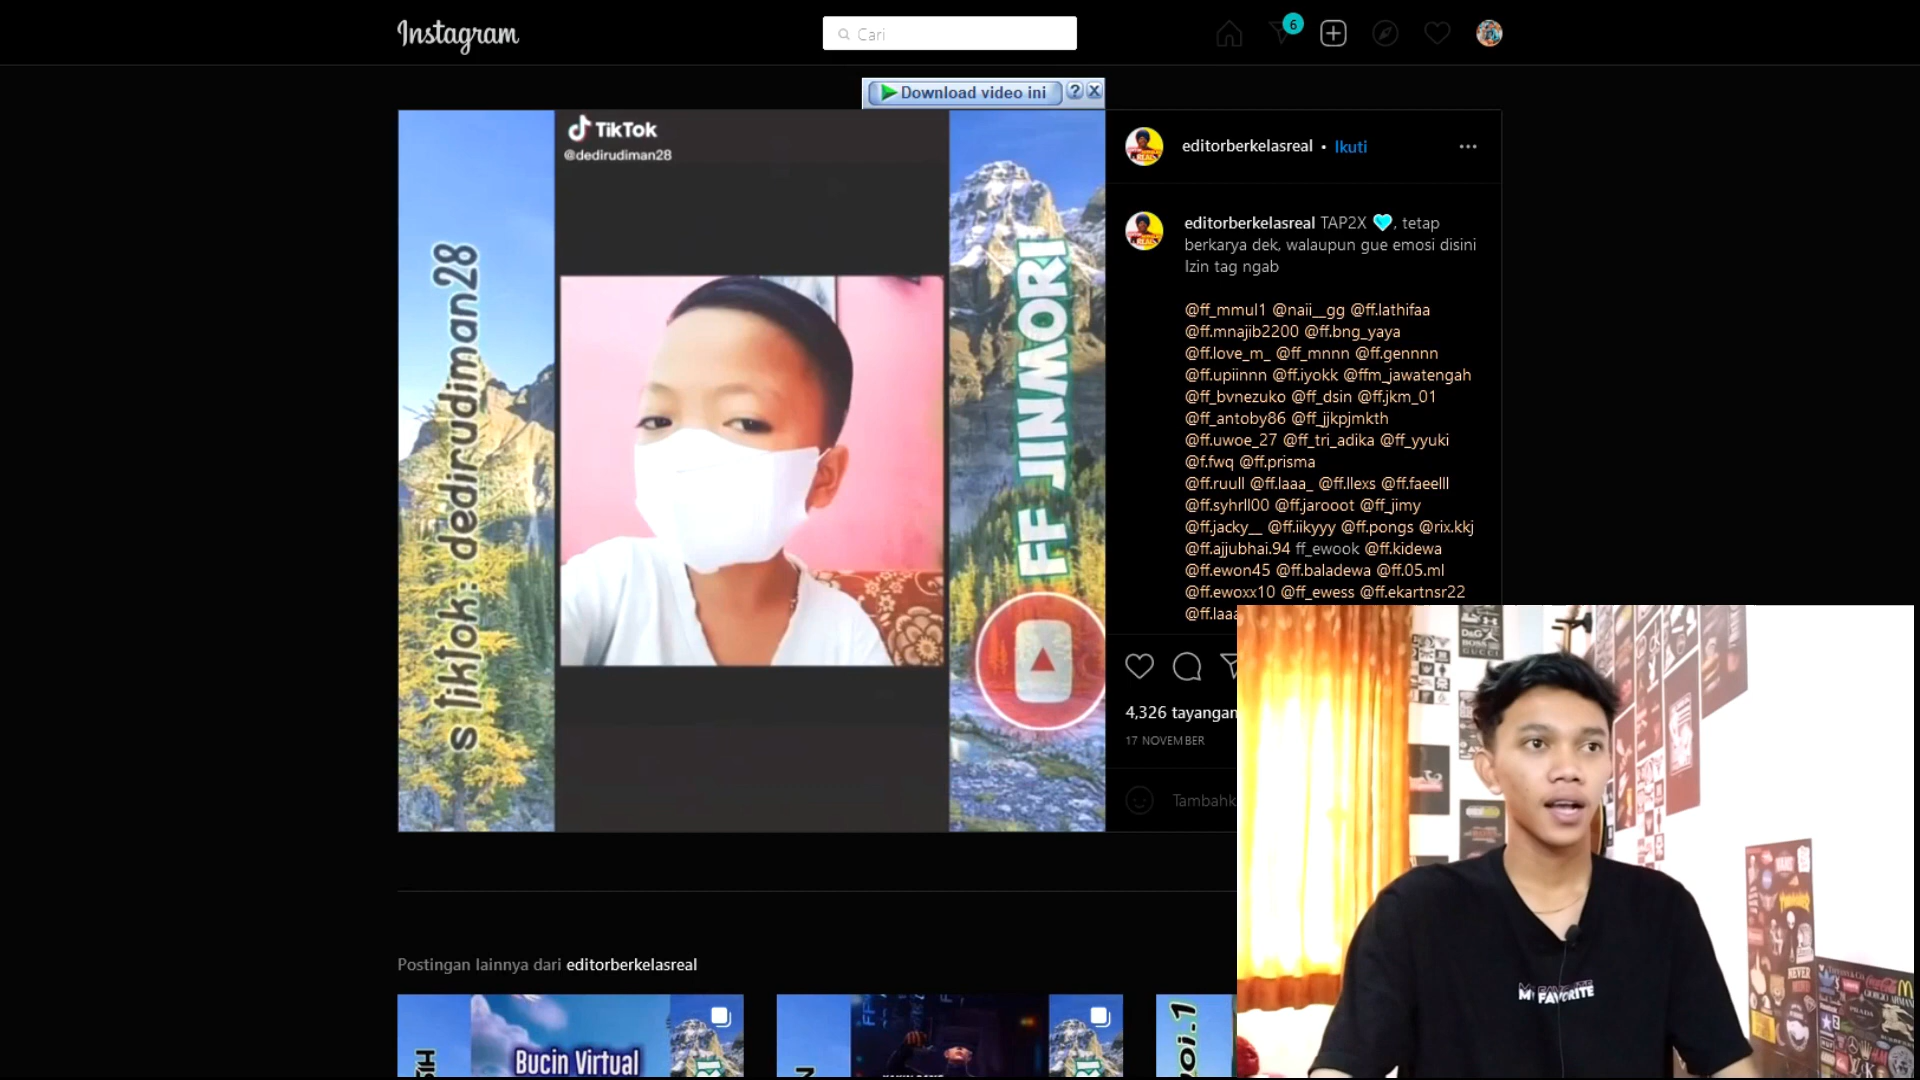 Instagram
Cari
6
Download video ini
TikTok
@dedirudiman28
s tiktok : dedirudiman28
FF JINMORI
editorberkelasreal • Ikuti
editorberkelasreal TAP2X 🩵, tetap
berkarya dek, walaupun gue emosi disini
Izin tag ngab
@ff_mmul1 @naii__gg @ff.lathifaa
@ff.mnajib2200 @ff.bng_yaya
@ff.love_m_ @ff_mnnn @ff.gennnn
@ff.upiinnn @ff.iyokk @ffm_jawatengah
@ff_bvnezuko @ff_dsin @ff.jkm_01
@ff_antoby86 @ff_jjkpjmkth
@ff.uwoe_27 @ff_tri_adika @ff_yyuki
@f.fwq @ff.prisma
@ff.ruull @ff.laaa_ @ff.llexs @ff.faeelll
@ff.syhrll00 @ff.jarooot @ff_jimy
@ff.jacky__ @ff.iikyyy @ff.pongs @rix.kkj
@ff.ajjubhai.94 ff_ewook @ff.kidewa
@ff.ewon45 @ff.baladewa @ff.05.ml
@ff.ewoxx10 @ff_ewess @ff.ekartnsr22
@ff.laaa
4,326 tayangan
17 NOVEMBER
Tambahk
MY FAVORITE
Postingan lainnya dari editorberkelasreal
Bucin Virtual